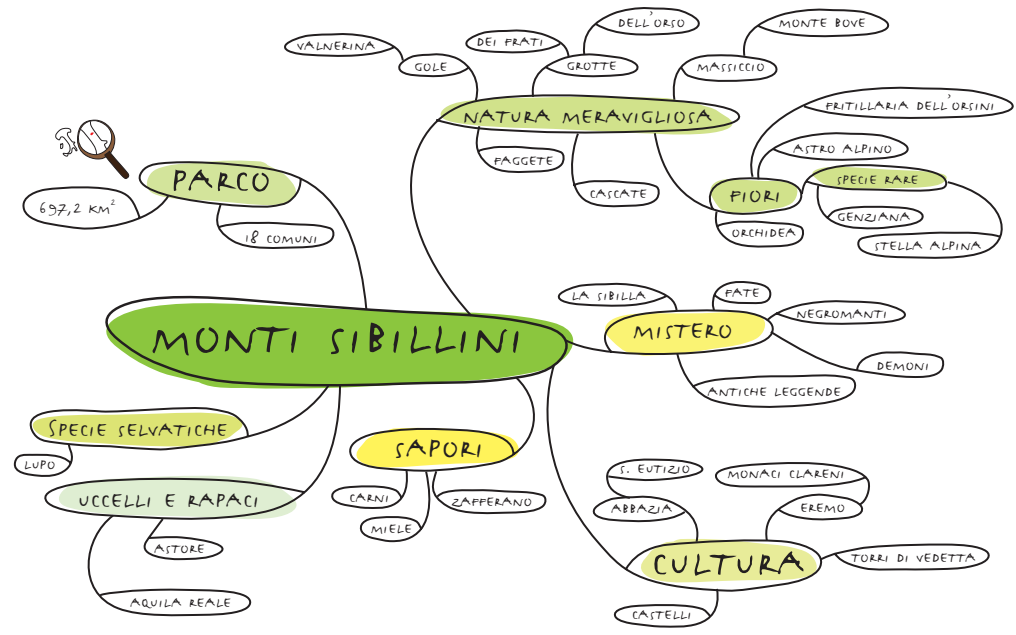 DELL'ORSO
MONTE BOVE
VALNERINA
DEI FRATI
GOLE
GROTTE
MASSICCIO
NATURA MERAVIGLIOSA
FRITILLARIA DELL'ORSINI
FAGGETE
CASCATE
ASTRO ALPINO
SPECIE RARE
FIORI
GENZIANA
ORCHIDEA
STELLA ALPINA
PARCO
697,2 KM²
18 COMUNI
MONTI SIBILLINI
LA SIBILLA
FATE
MISTERO
NEGROMANTI
DEMONI
ANTICHE LEGGENDE
SPECIE SELVATICHE
LUPO
UCCELLI E RAPACI
ASTORE
AQUILA REALE
SAPORI
CARNI
ZAFFERANO
MIELE
S. EUTIZIO
MONACI CLARENI
ABBAZIA
EREMO
CULTURA
TORRI DI VEDETTA
CASTELLI